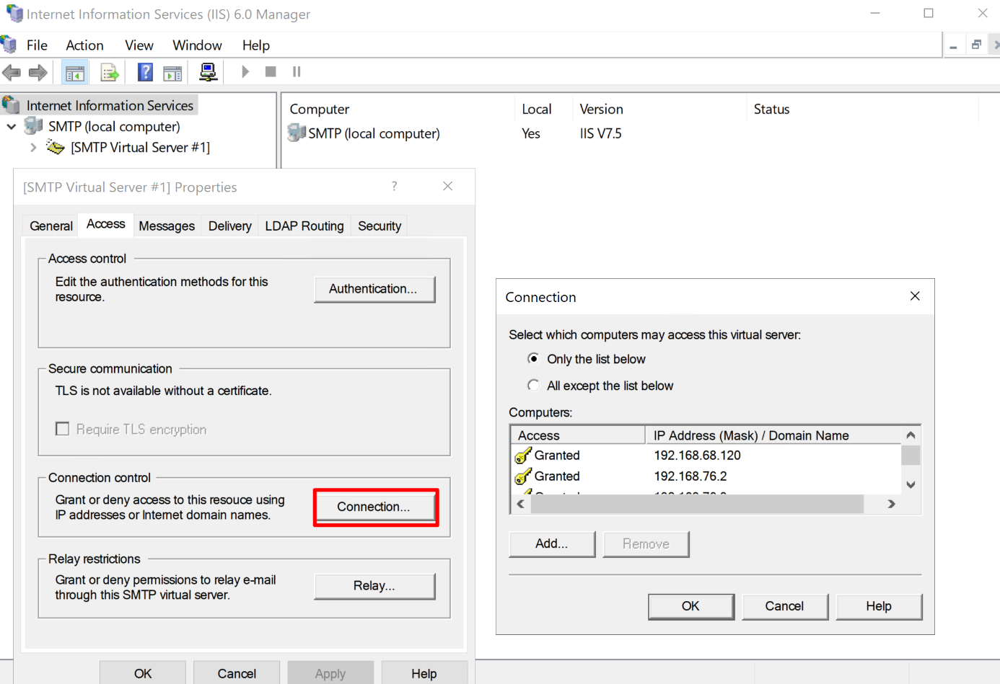 Internet Information Services (IIS) 6.0 Manager
File Action View Window Help
Internet Information Services
SMTP (local computer)
[SMTP Virtual Server #1]
Computer Local Version Status
SMTP (local computer) Yes IIS V7.5
[SMTP Virtual Server #1] Properties
General Access Messages Delivery LDAP Routing Security
Access control
Edit the authentication methods for this
resource.
Authentication...
Secure communication
TLS is not available without a certificate.
Require TLS encryption
Connection control
Grant or deny access to this resouce using
IP addresses or Internet domain names.
Connection...
Relay restrictions
Grant or deny permissions to relay e-mail
through this SMTP virtual server.
Relay...
OK Cancel Apply Help
Connection
Select which computers may access this virtual server:
Only the list below
All except the list below
Computers:
Access IP Address (Mask) / Domain Name
Granted 192.168.68.120
Granted 192.168.76.2
Add... Remove
OK Cancel Help